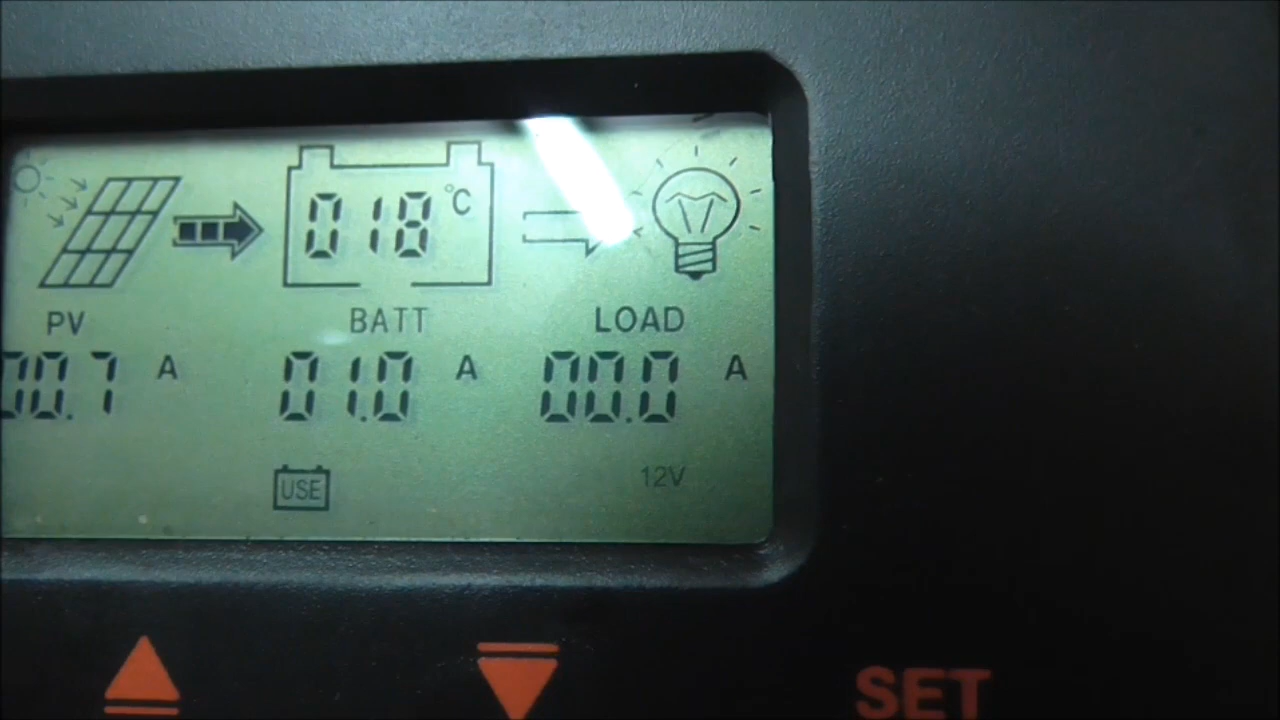 018 °C
PV BATT LOAD
00.7 A 01.0 A 00.0 A
USE 12V
SET